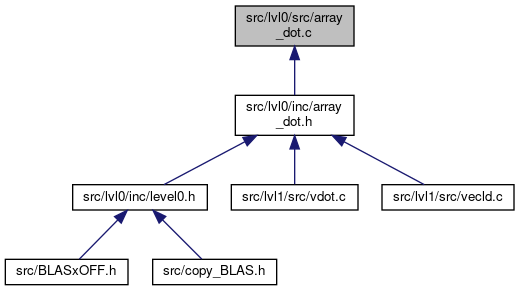 src/lvl0/src/array
_dot.c
src/lvl0/inc/array
_dot.h
src/lvl0/inc/level0.h
src/lvl1/src/vdot.c
src/lvl1/src/vecld.c
src/BLASxOFF.h
src/copy_BLAS.h